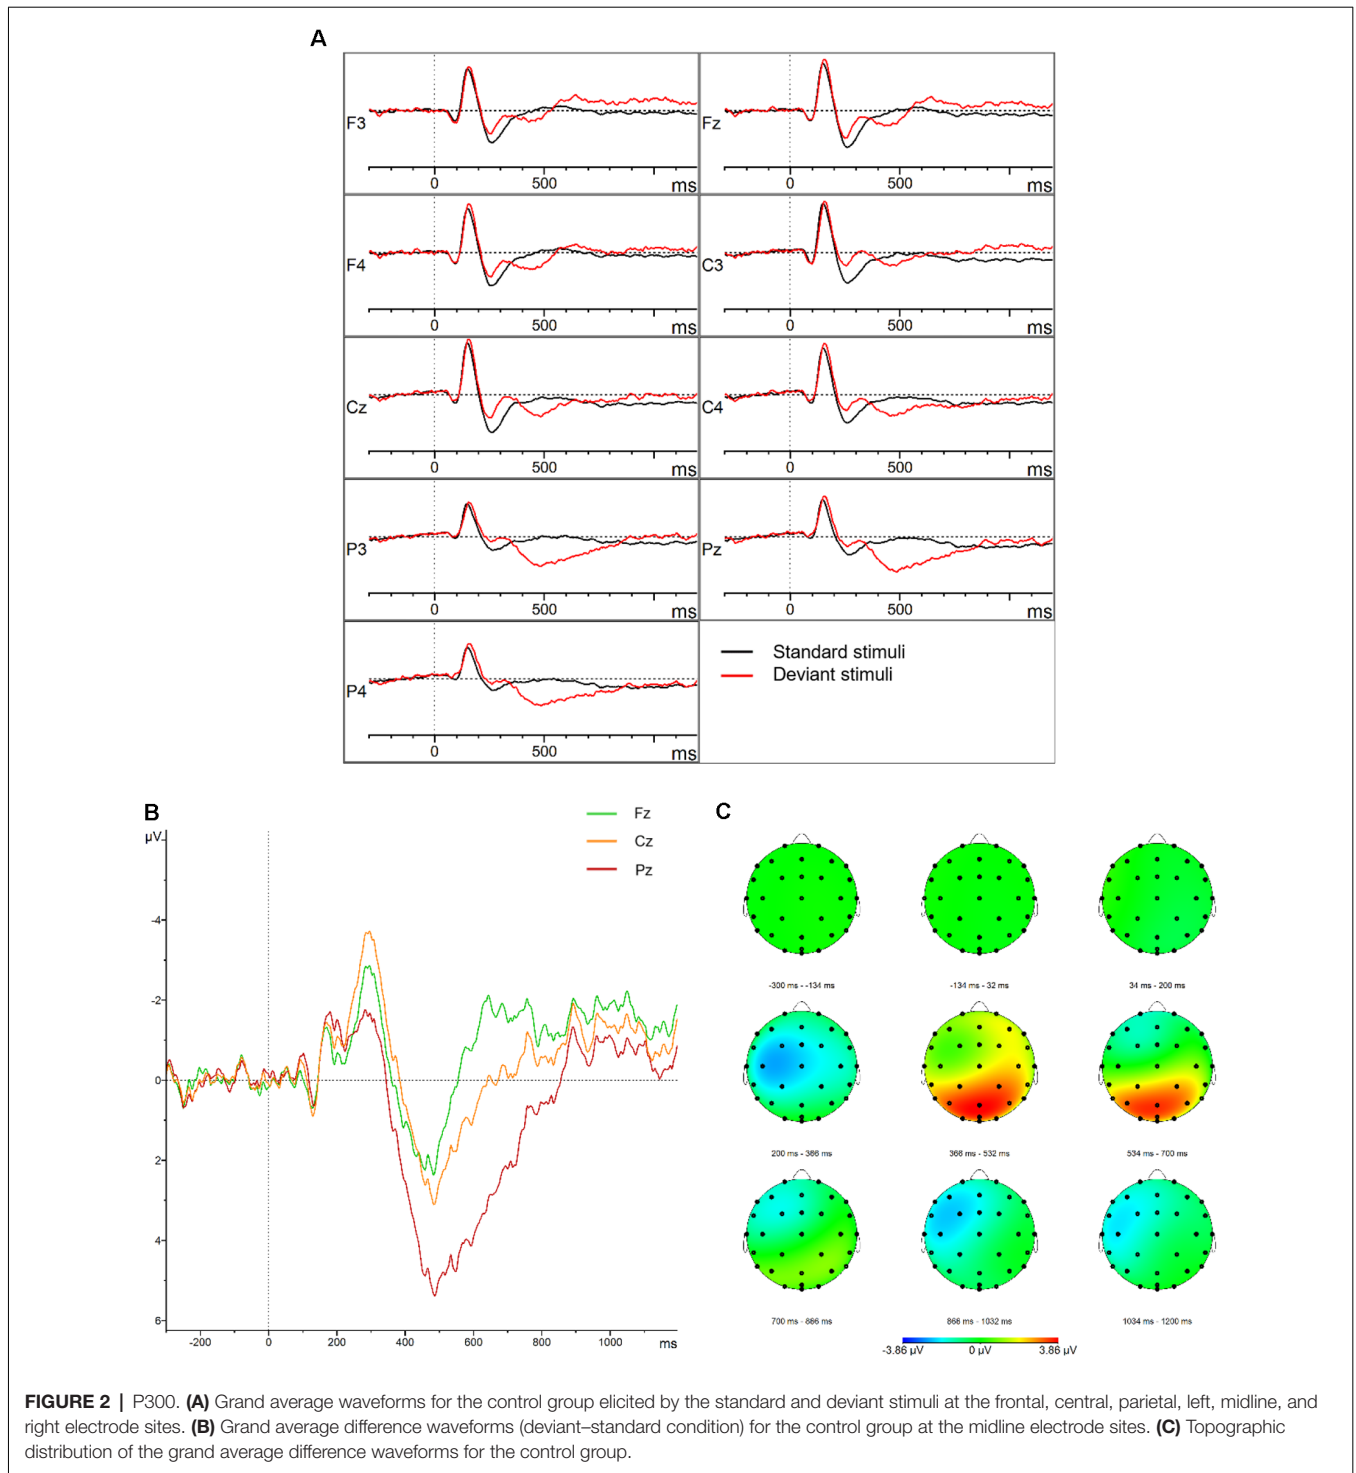 A
F3
0 500 ms
Fz
0 500 ms
F4
0 500 ms
C3
0 500 ms
Cz
0 500 ms
C4
0 500 ms
P3
0 500 ms
Pz
0 500 ms
P4
0 500 ms
Standard stimuli
Deviant stimuli
B
µV
Fz
Cz
Pz
-4
-2
0
2
4
6
-200 0 200 400 600 800 1000 ms
C
-300 ms - -134 ms
-134 ms - 32 ms
34 ms - 200 ms
200 ms - 366 ms
366 ms - 532 ms
534 ms - 700 ms
700 ms - 866 ms
866 ms - 1032 ms
1034 ms - 1200 ms
-3.86 µV 0 µV 3.86 µV
FIGURE 2 | P300. (A) Grand average waveforms for the control group elicited by the standard and deviant stimuli at the frontal, central, parietal, left, midline, and
right electrode sites. (B) Grand average difference waveforms (deviant–standard condition) for the control group at the midline electrode sites. (C) Topographic
distribution of the grand average difference waveforms for the control group.